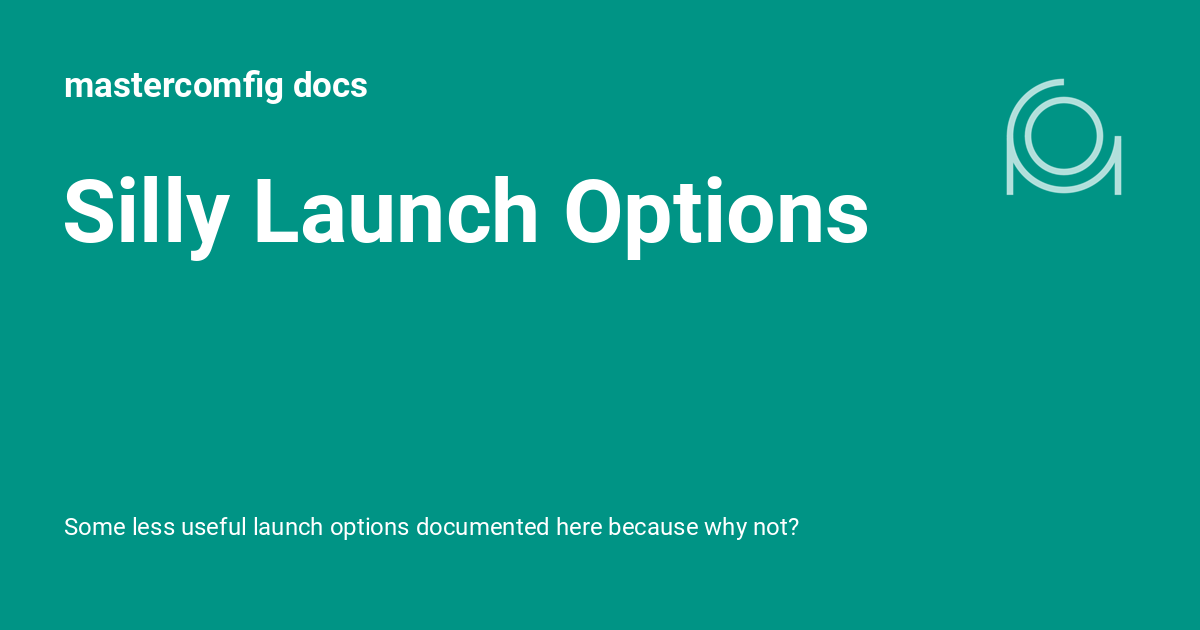 mastercomfig docs
Silly Launch Options
Some less useful launch options documented here because why not?